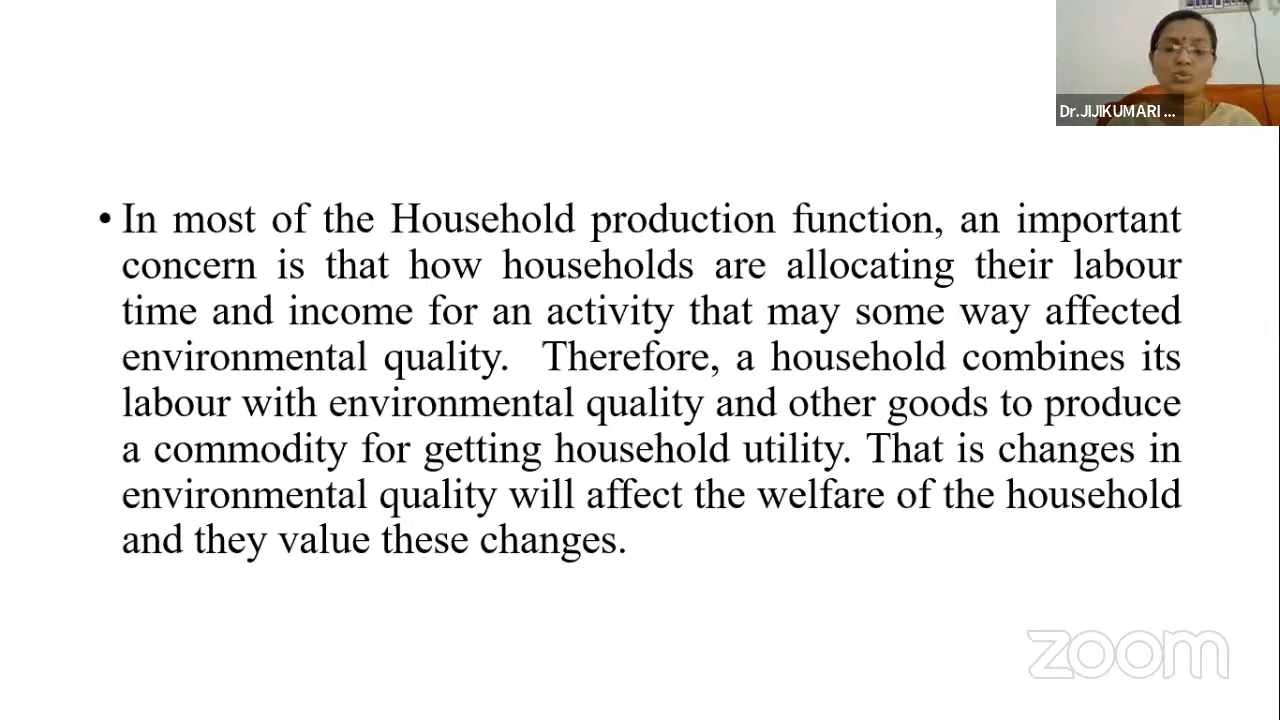 Dr.JIJIKUMARI ...
• In most of the Household production function, an important
concern is that how households are allocating their labour
time and income for an activity that may some way affected
environmental quality.  Therefore, a household combines its
labour with environmental quality and other goods to produce
a commodity for getting household utility. That is changes in
environmental quality will affect the welfare of the household
and they value these changes.
zoom